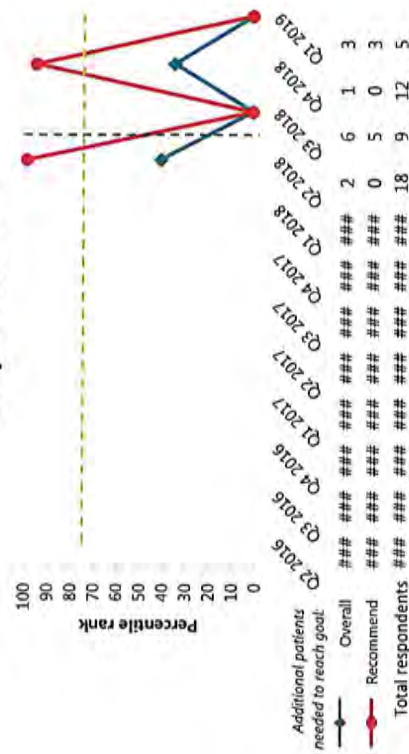 100
90
80
70
60
50
40
30
20
10
0
Percentile rank
Q2 2016 Q3 2016 Q4 2016 Q1 2017 Q2 2017 Q3 2017 Q4 2017 Q1 2018 Q2 2018 Q3 2018 Q4 2018 Q1 2019
Additional patients
needed to reach goal:
Overall ### ### ### ### ### ### ### ### 2 6 1 3
Recommend ### ### ### ### ### ### ### ### 0 5 0 3
Total respondents ### ### ### ### ### ### ### ### 18 9 12 5